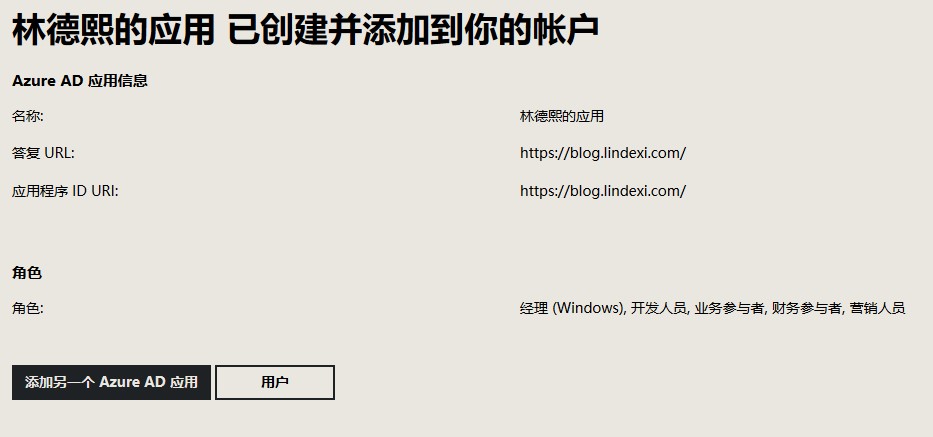 林德熙的应用 已创建并添加到你的帐户
Azure AD 应用信息
名称: 林德熙的应用
答复 URL: https://blog.lindexi.com/
应用程序 ID URI: https://blog.lindexi.com/
角色
角色: 经理 (Windows), 开发人员, 业务参与者, 财务参与者, 营销人员
添加另一个 Azure AD 应用 用户